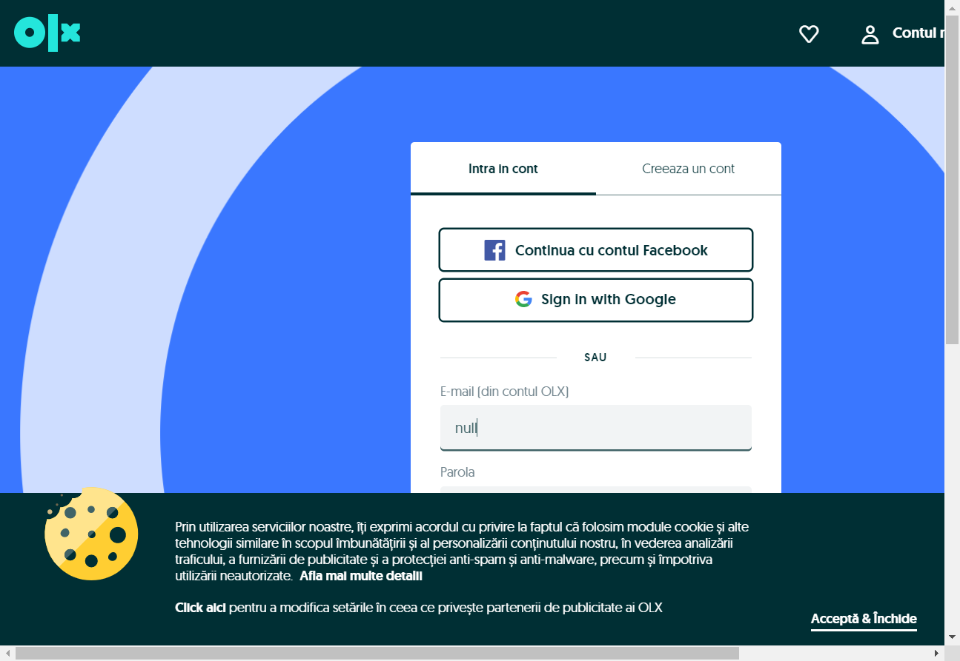 olx
Contul
Intra in cont
Creeaza un cont
Continua cu contul Facebook
Sign in with Google
SAU
E-mail (din contul OLX)
null
Parola
Prin utilizarea serviciilor noastre, îți exprimi acordul cu privire la faptul că folosim module cookie și alte
tehnologii similare în scopul îmbunătățirii și al personalizării conținutului nostru, în vederea analizării
traficului, a furnizării de publicitate și a protecției anti-spam și anti-malware, precum și împotriva
utilizării neautorizate. Afla mai multe detalii
Click aici pentru a modifica setările în ceea ce privește partenerii de publicitate ai OLX
Acceptă & Închide